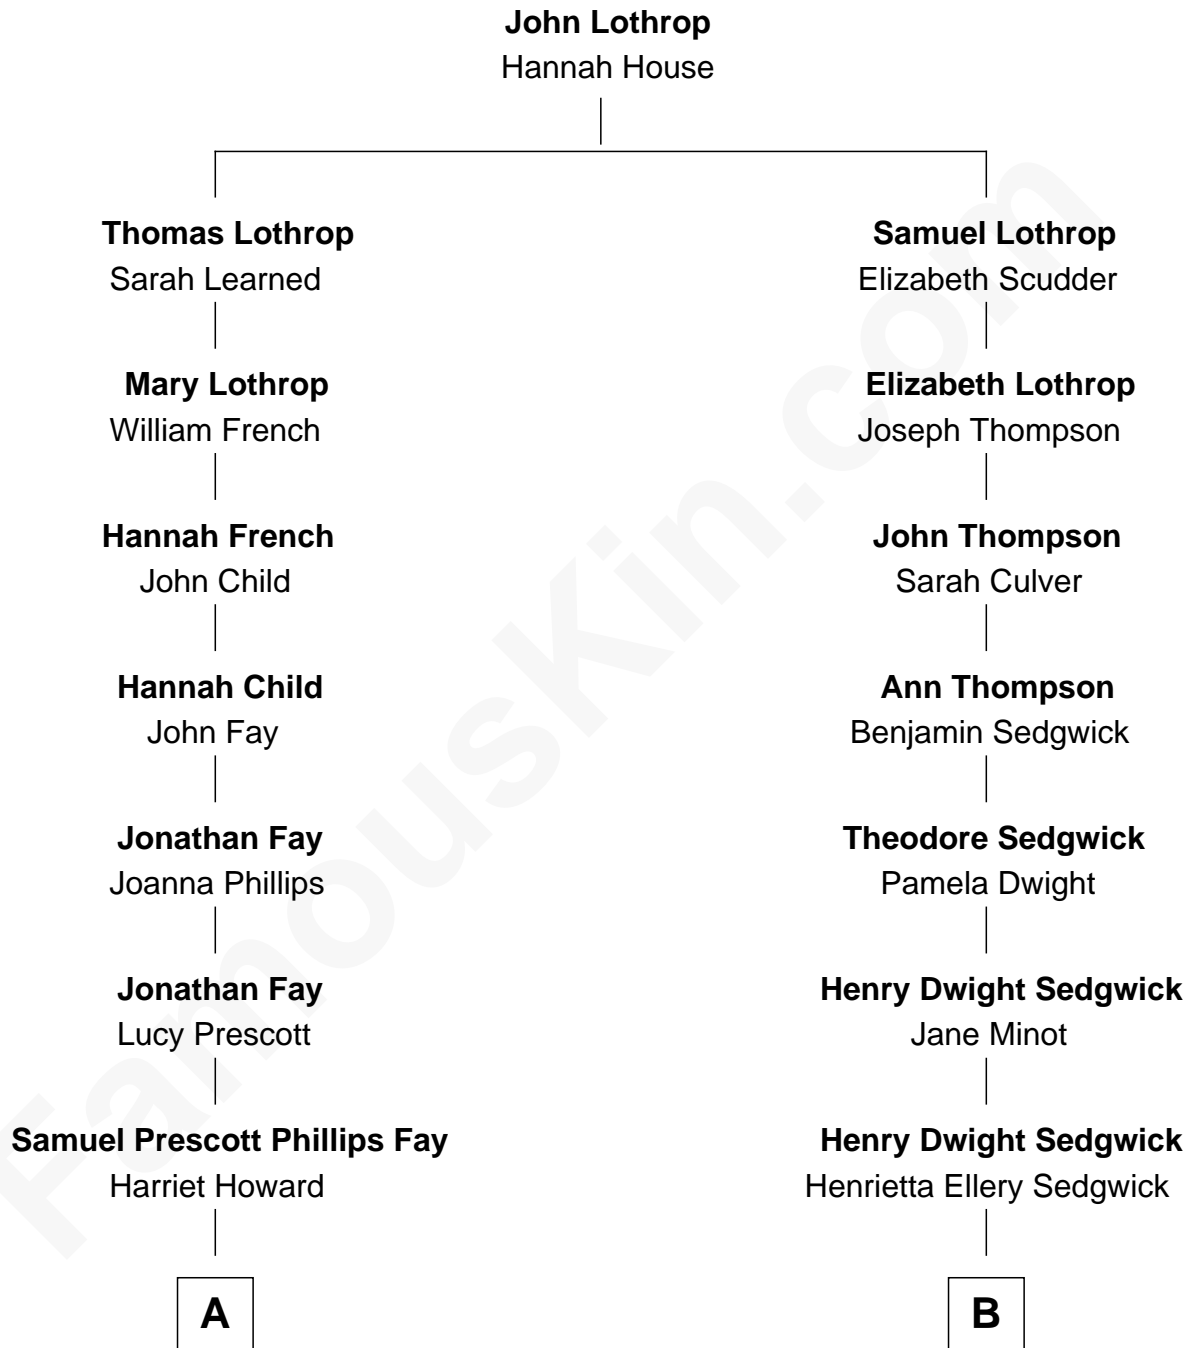 John Lothrop
Hannah House
Thomas Lothrop
Sarah Learned
Samuel Lothrop
Elizabeth Scudder
Mary Lothrop
William French
Elizabeth Lothrop
Joseph Thompson
Hannah French
John Child
John Thompson
Sarah Culver
Hannah Child
John Fay
Ann Thompson
Benjamin Sedgwick
Jonathan Fay
Joanna Phillips
Theodore Sedgwick
Pamela Dwight
Jonathan Fay
Lucy Prescott
Henry Dwight Sedgwick
Jane Minot
Samuel Prescott Phillips Fay
Harriet Howard
Henry Dwight Sedgwick
Henrietta Ellery Sedgwick
A
B
FamousKin.com